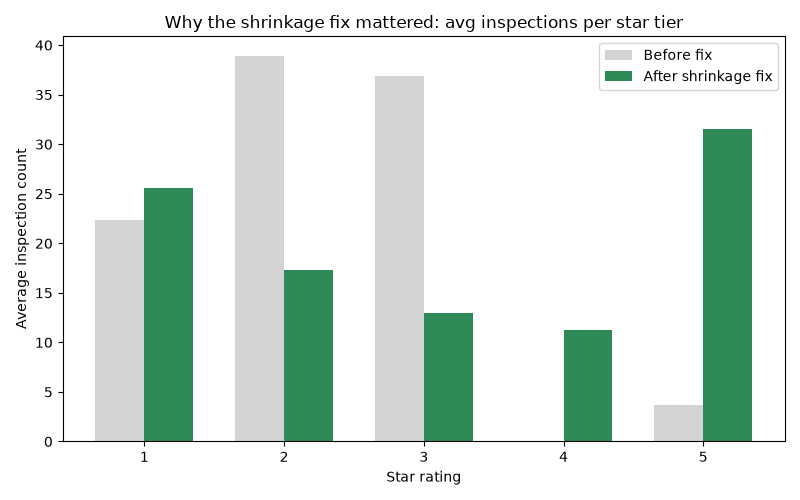 Why the shrinkage fix mattered: avg inspections per star tier
Before fix
After shrinkage fix
Average inspection count
40
35
30
25
20
15
10
5
0
1 2 3 4 5
Star rating